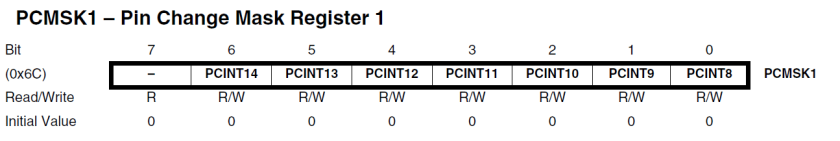 PCMSK1 – Pin Change Mask Register 1
Bit 7 6 5 4 3 2 1 0
(0x6C) – PCINT14 PCINT13 PCINT12 PCINT11 PCINT10 PCINT9 PCINT8 PCMSK1
Read/Write R R/W R/W R/W R/W R/W R/W R/W
Initial Value 0 0 0 0 0 0 0 0